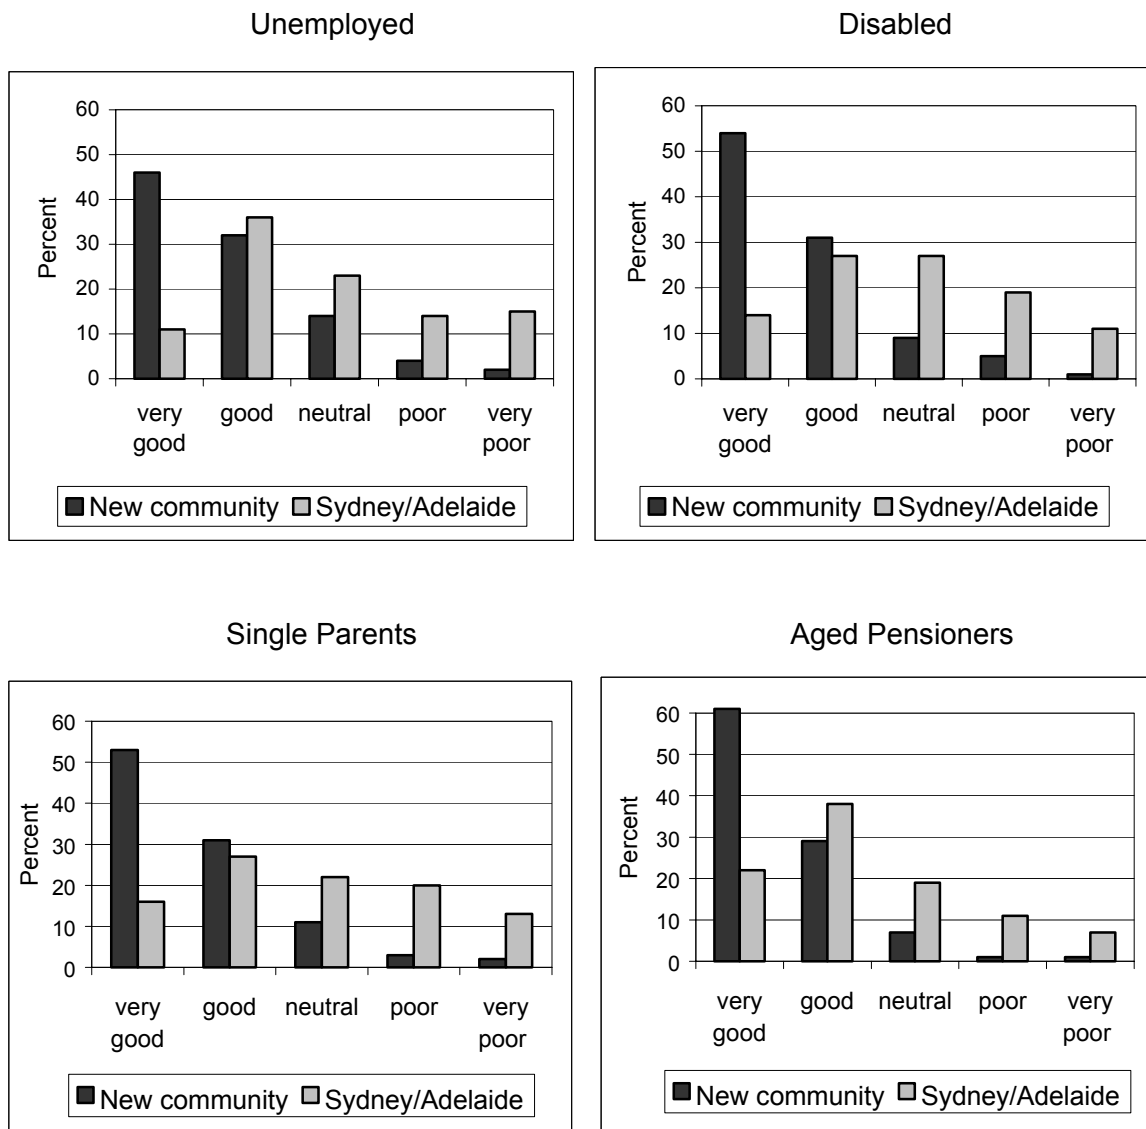 Unemployed
Percent
60
50
40
30
20
10
0
very good
good
neutral
poor
very poor
New community Sydney/Adelaide
Disabled
Percent
60
50
40
30
20
10
0
very good
good
neutral
poor
very poor
New community Sydney/Adelaide
Single Parents
Percent
60
50
40
30
20
10
0
very good
good
neutral
poor
very poor
New community Sydney/Adelaide
Aged Pensioners
Percent
60
50
40
30
20
10
0
very good
good
neutral
poor
very poor
New community Sydney/Adelaide